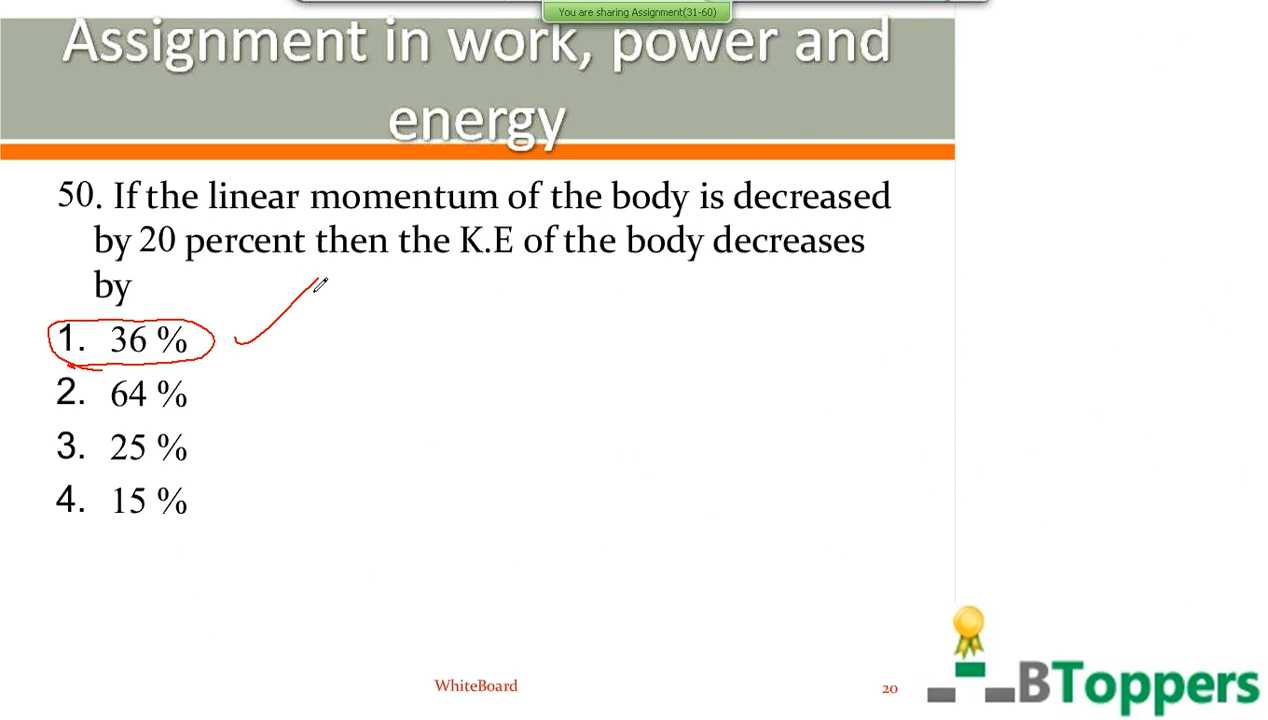 You are sharing Assignment(31-60)
Assignment in work, power and
energy
50. If the linear momentum of the body is decreased
by 20 percent then the K.E of the body decreases
by
1. 36 %
2. 64 %
3. 25 %
4. 15 %
WhiteBoard
20
BToppers